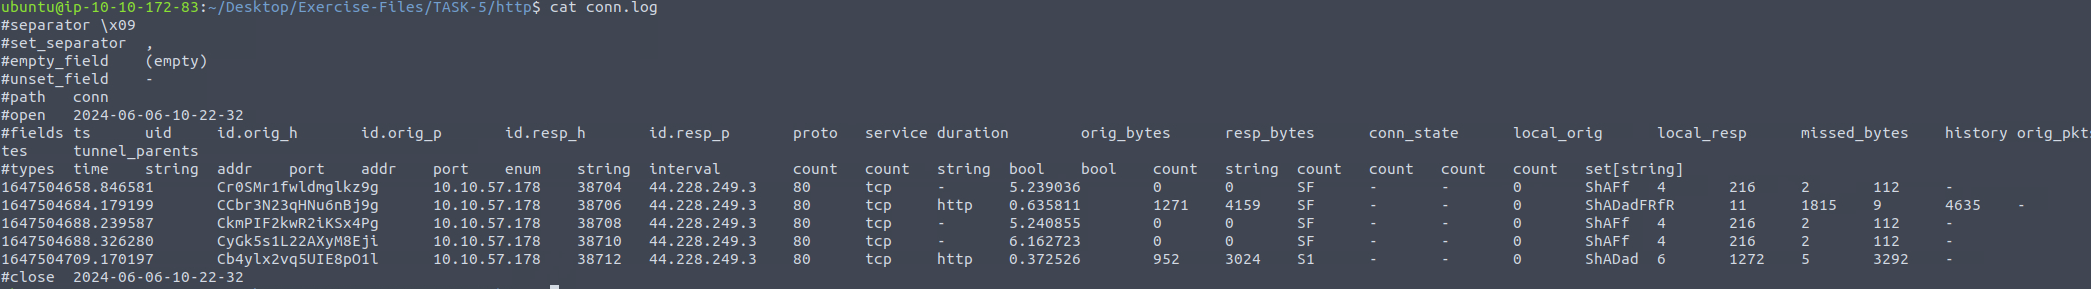 ubuntu@ip-10-10-172-83:~/Desktop/Exercise-Files/TASK-5/http$ cat conn.log
#separator \x09
#set_separator	,
#empty_field	(empty)
#unset_field	-
#path	conn
#open	2024-06-06-10-22-32
#fields	ts	uid	id.orig_h	id.orig_p	id.resp_h	id.resp_p	proto	service	duration	orig_bytes	resp_bytes	conn_state	local_orig	local_resp	missed_bytes	history	orig_pkts
tes	tunnel_parents
#types	time	string	addr	port	addr	port	enum	string	interval	count	count	string	bool	bool	count	string	count	count	count	count	set[string]
1647504658.846581	Cr0SMr1fwldmglkz9g	10.10.57.178	38704	44.228.249.3	80	tcp	-	5.239036	0	0	SF	-	-	0	ShAFf	4	216	2	112	-
1647504684.179199	CCbr3N23qHNu6nBj9g	10.10.57.178	38706	44.228.249.3	80	tcp	http	0.635811	1271	4159	SF	-	-	0	ShADadFRfR	11	1815	9	4635	-
1647504688.239587	CkmPIF2kwR2iKSx4Pg	10.10.57.178	38708	44.228.249.3	80	tcp	-	5.240855	0	0	SF	-	-	0	ShAFf	4	216	2	112	-
1647504688.326280	CyGk5s1L22AXyM8Eji	10.10.57.178	38710	44.228.249.3	80	tcp	-	6.162723	0	0	SF	-	-	0	ShAFf	4	216	2	112	-
1647504709.170197	Cb4ylx2vq5UIE8pO1l	10.10.57.178	38712	44.228.249.3	80	tcp	http	0.372526	952	3024	S1	-	-	0	ShADad	6	1272	5	3292	-
#close	2024-06-06-10-22-32